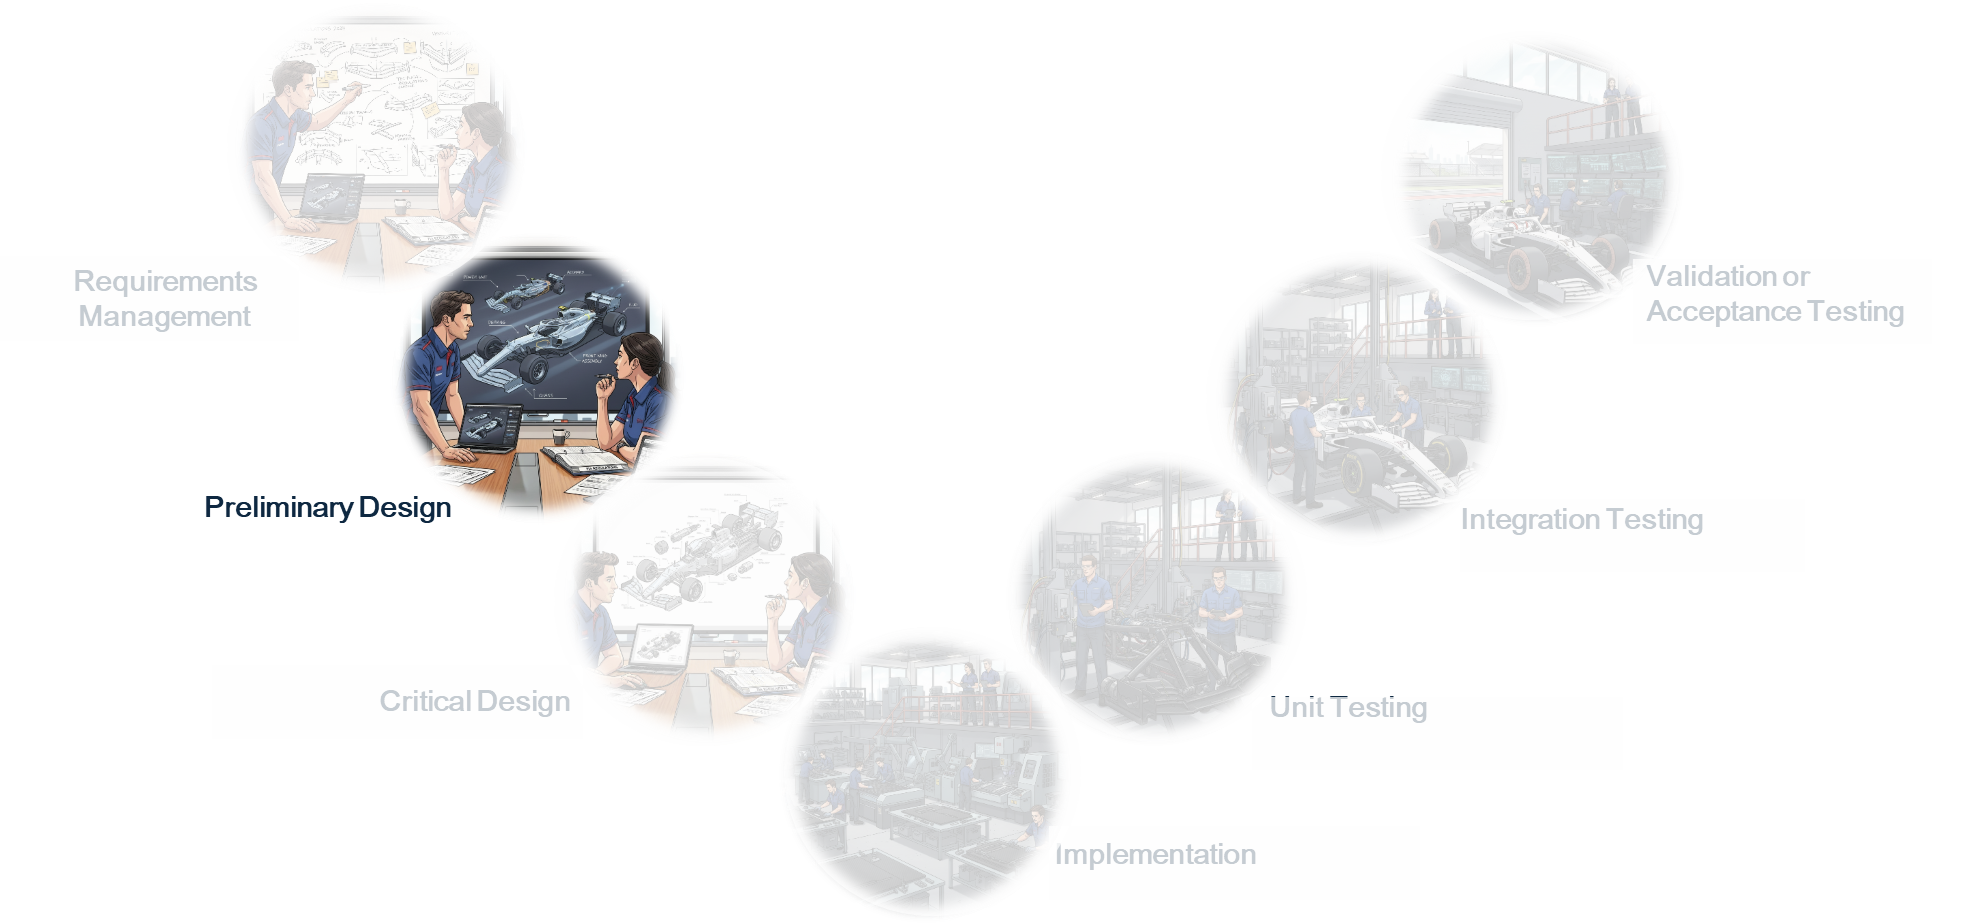 Requirements
Management
Preliminary Design
Critical Design
Implementation
Unit Testing
Integration Testing
Validation or
Acceptance Testing